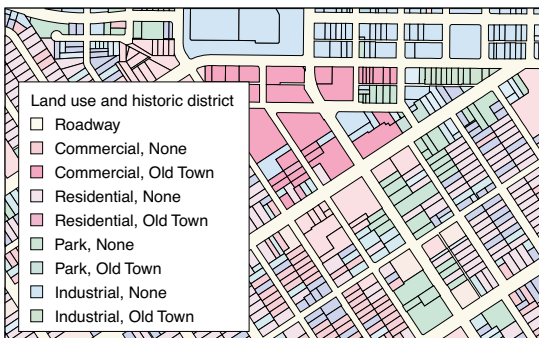 Land use and historic district
Roadway
Commercial, None
Commercial, Old Town
Residential, None
Residential, Old Town
Park, None
Park, Old Town
Industrial, None
Industrial, Old Town